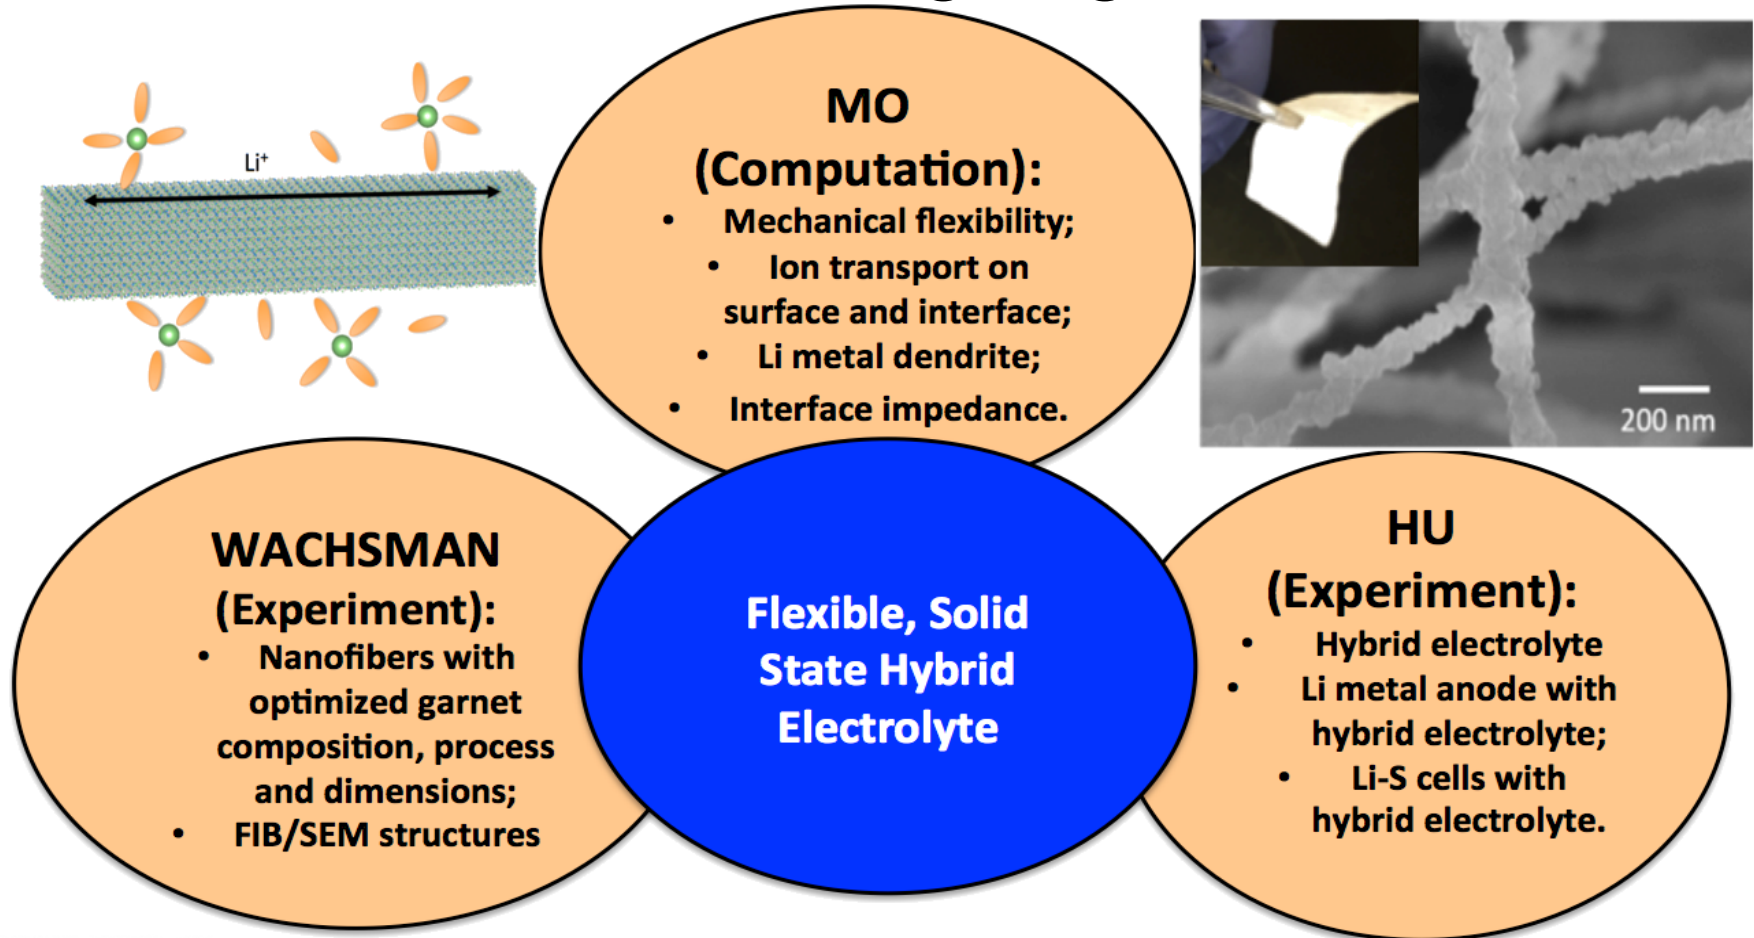 Li⁺
MO
(Computation):
• Mechanical flexibility;
• Ion transport on
surface and interface;
• Li metal dendrite;
• Interface impedance.
200 nm
WACHSMAN
(Experiment):
• Nanofibers with
optimized garnet
composition, process
and dimensions;
• FIB/SEM structures
Flexible, Solid
State Hybrid
Electrolyte
HU
(Experiment):
• Hybrid electrolyte
• Li metal anode with
hybrid electrolyte;
• Li-S cells with
hybrid electrolyte.